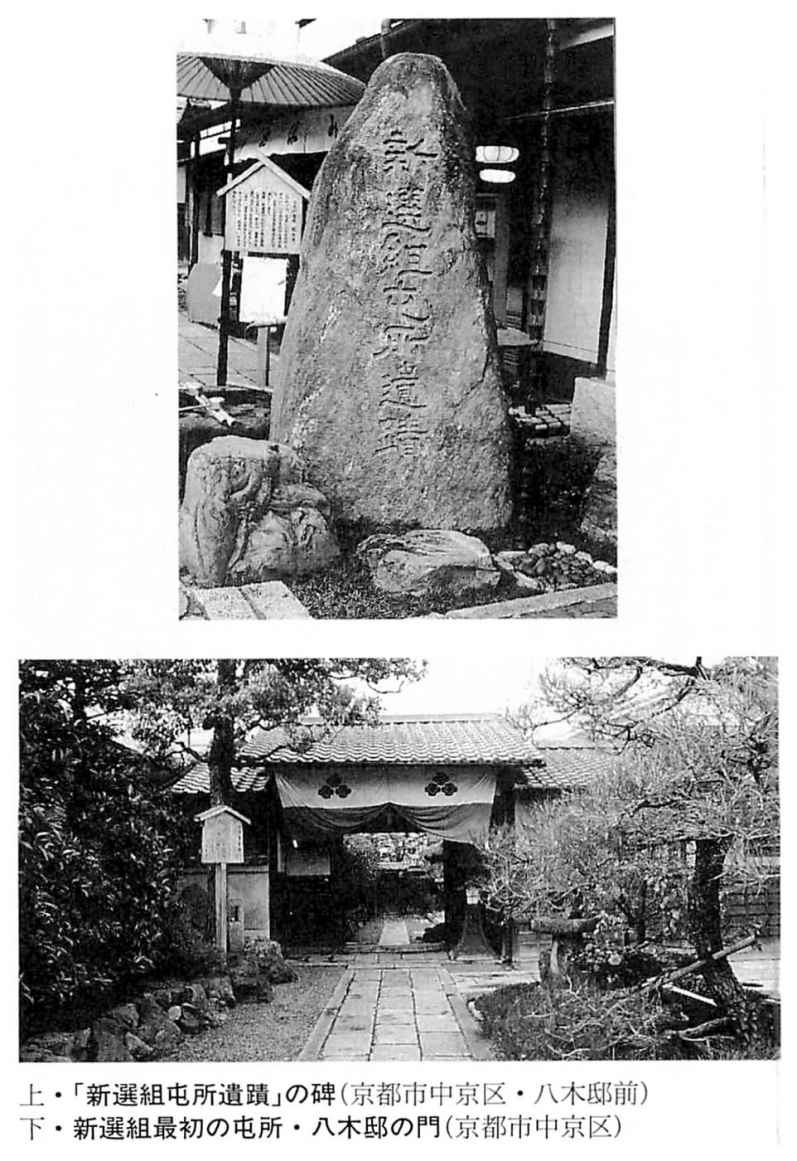 新選組屯所遺蹟
上・「新選組屯所遺蹟」の碑(京都市中京区・八木邸前)
下・新選組最初の屯所・八木邸の門(京都市中京区)